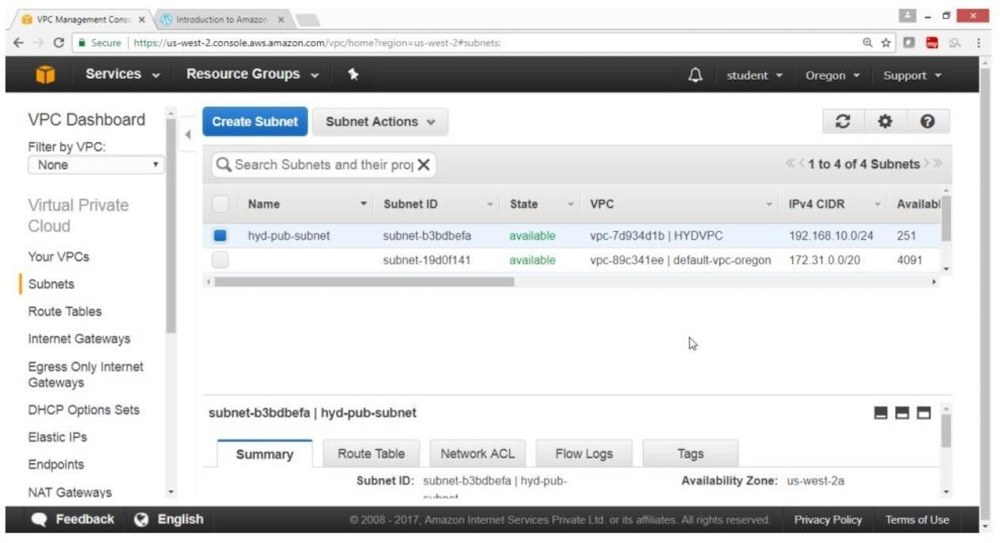 VPC Management Cons
Introduction to Amazon
Secure | https://us-west-2.console.aws.amazon.com/vpc/home?region=us-west-2#subnets:
my
Services
Resource Groups
student
Oregon
Support
VPC Dashboard
Filter by VPC:
None
Virtual Private
Cloud
Your VPCs
Subnets
Route Tables
Internet Gateways
Egress Only Internet
Gateways
DHCP Options Sets
Elastic IPs
Endpoints
NAT Gateways
Create Subnet
Subnet Actions
Search Subnets and their prop
1 to 4 of 4 Subnets
Name Subnet ID State VPC IPv4 CIDR Availabl
hyd-pub-subnet subnet-b3bdbefa available vpc-7d934d1b | HYDVPC 192.168.10.0/24 251
subnet-19d0f141 available vpc-89c341ee | default-vpc-oregon 172.31.0.0/20 4091
subnet-b3bdbefa | hyd-pub-subnet
Summary Route Table Network ACL Flow Logs Tags
Subnet ID: subnet-b3bdbefa | hyd-pub- Availability Zone: us-west-2a
subnet
Feedback English © 2008 - 2017, Amazon Internet Services Private Ltd. or its affiliates. All rights reserved. Privacy Policy Terms of Use